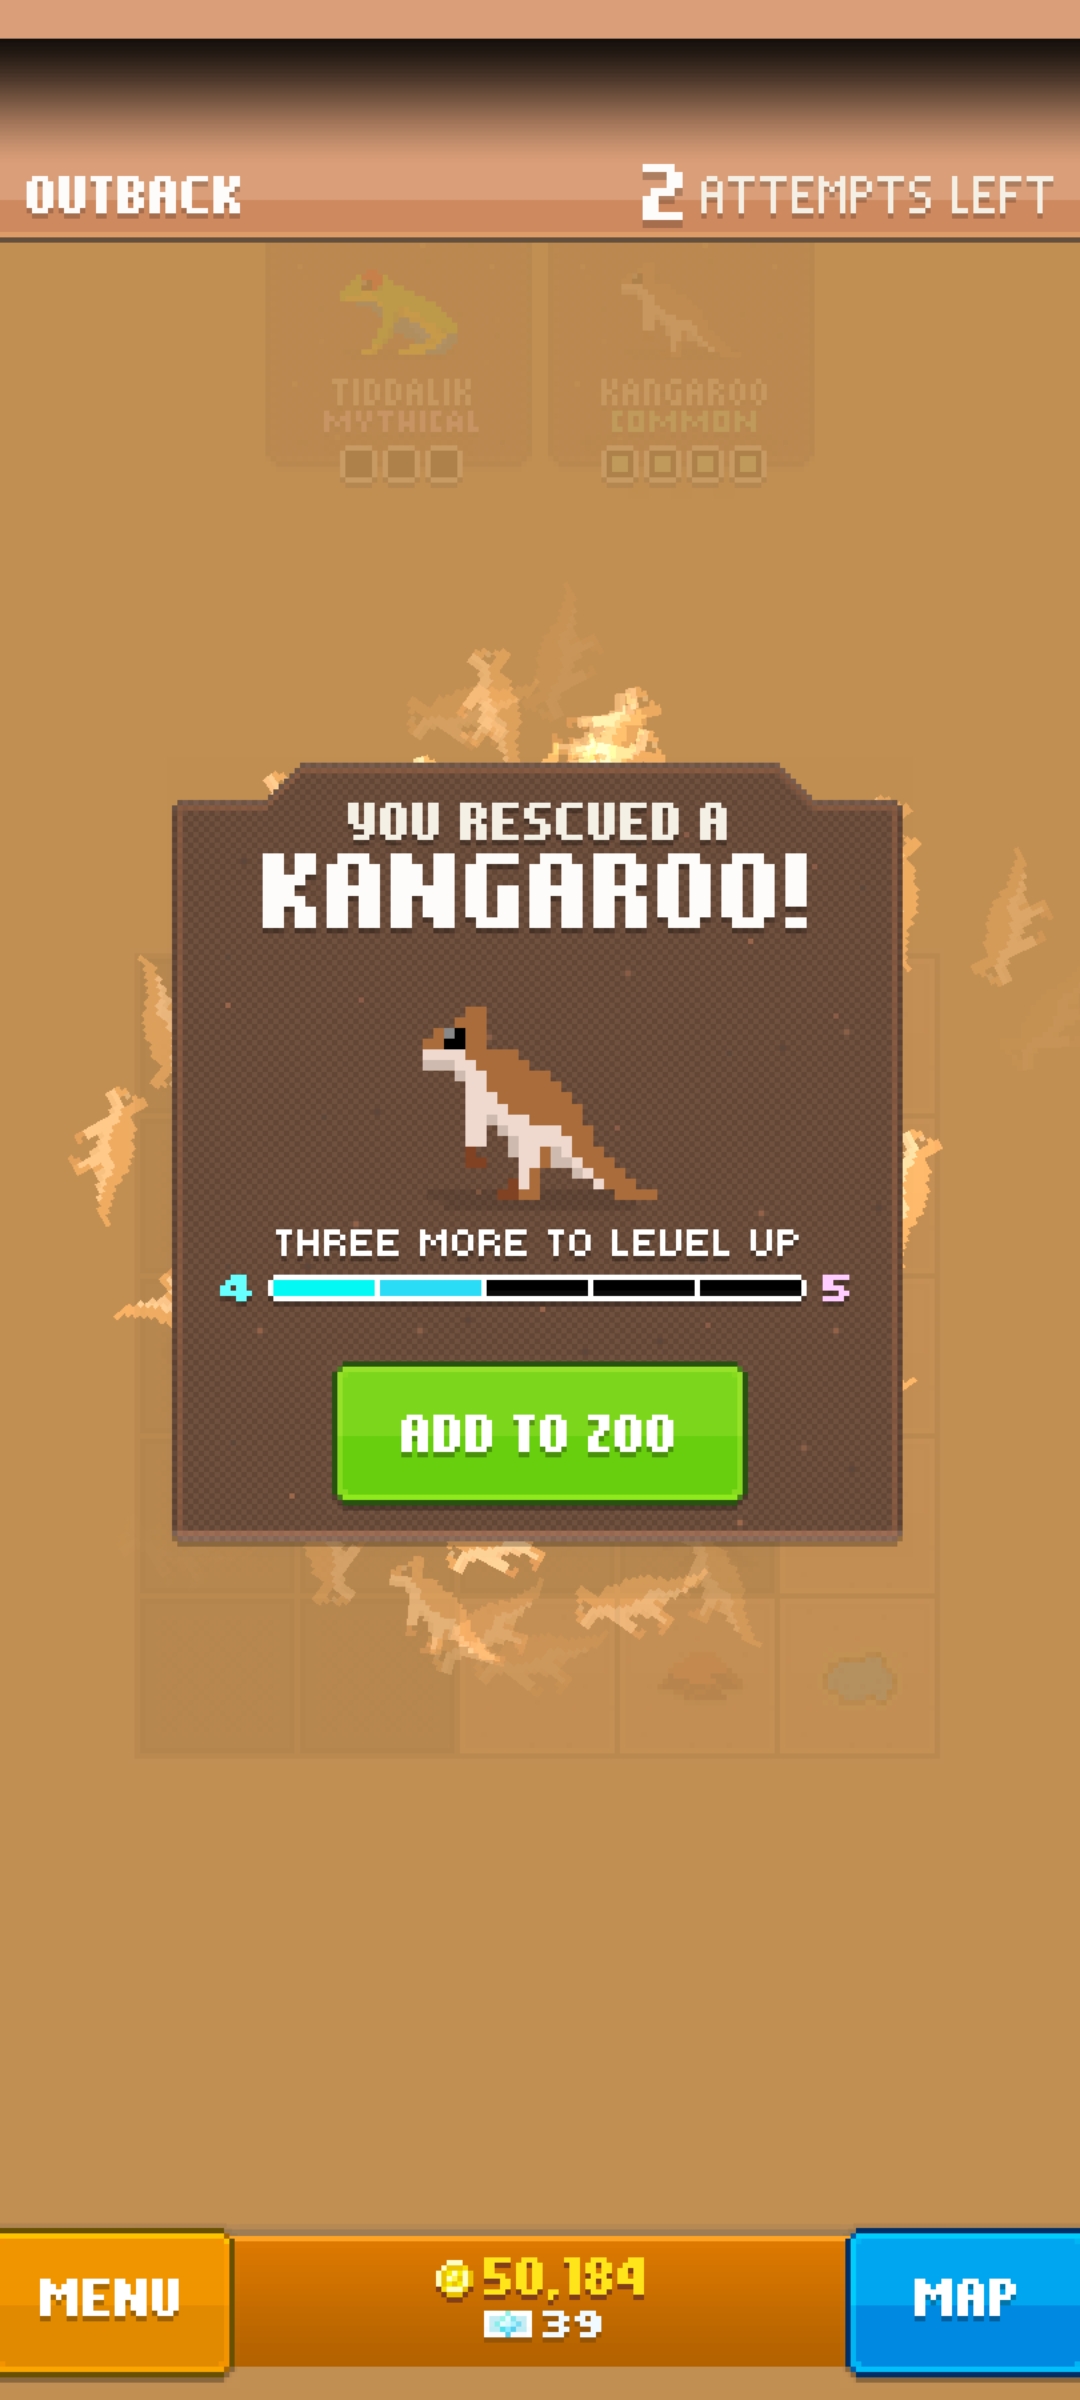 OUTBACK
2 ATTEMPTS LEFT
TIDDALIK
MYTHICAL
KANGAROO
COMMON
YOU RESCUED A
KANGAROO!
THREE MORE TO LEVEL UP
4 5
ADD TO ZOO
MENU
50,184
39
MAP